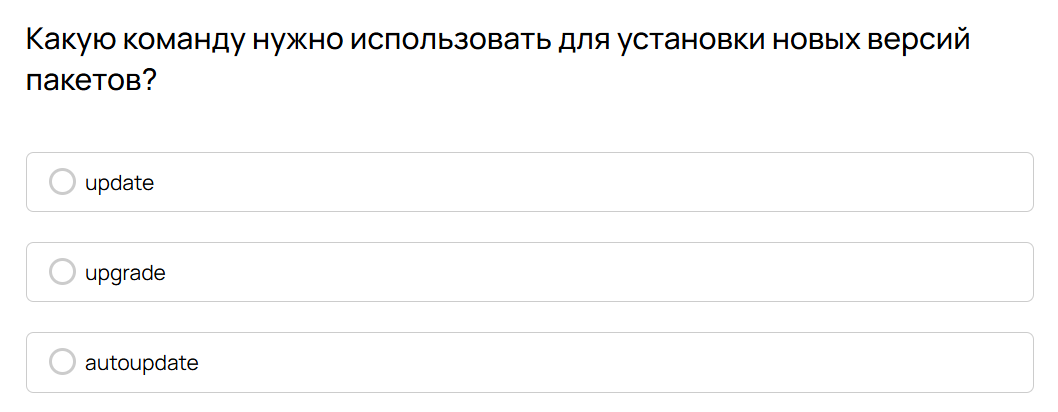 Какую команду нужно использовать для установки новых версий
пакетов?
update
upgrade
autoupdate